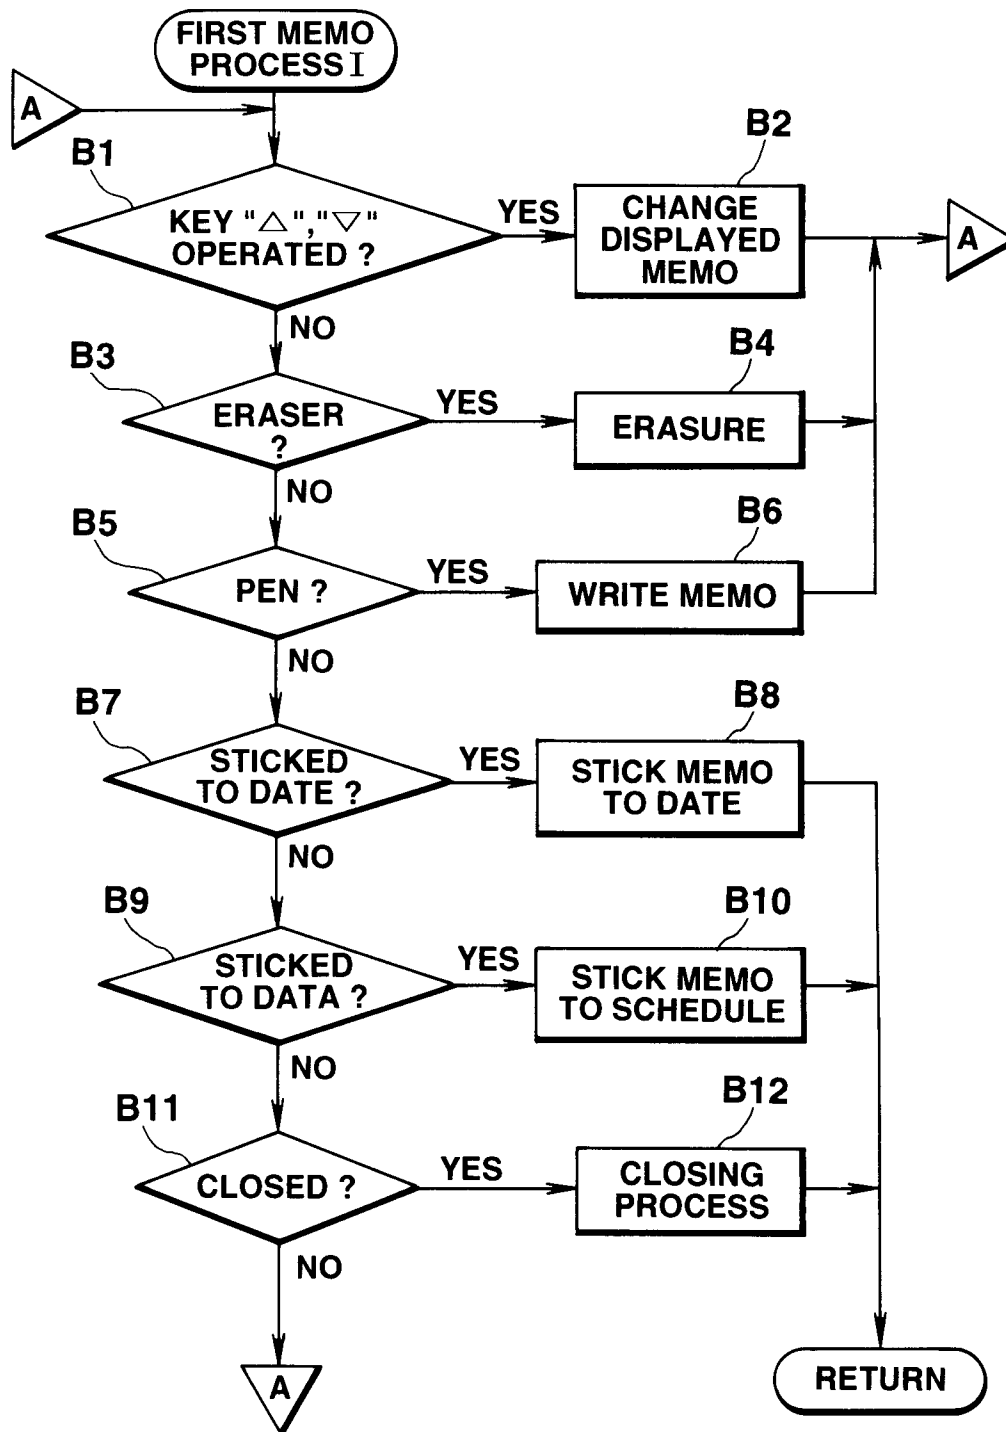 FIRST MEMO
PROCESS I
A
B1
B2
KEY "△","▽"
OPERATED ?
YES
CHANGE
DISPLAYED
MEMO
A
NO
B3
B4
ERASER
?
YES
ERASURE
NO
B5
B6
PEN ?
YES
WRITE MEMO
NO
B7
B8
STICKED
TO DATE ?
YES
STICK MEMO
TO DATE
NO
B9
B10
STICKED
TO DATA ?
YES
STICK MEMO
TO SCHEDULE
NO
B11
B12
CLOSED ?
YES
CLOSING
PROCESS
NO
A
RETURN